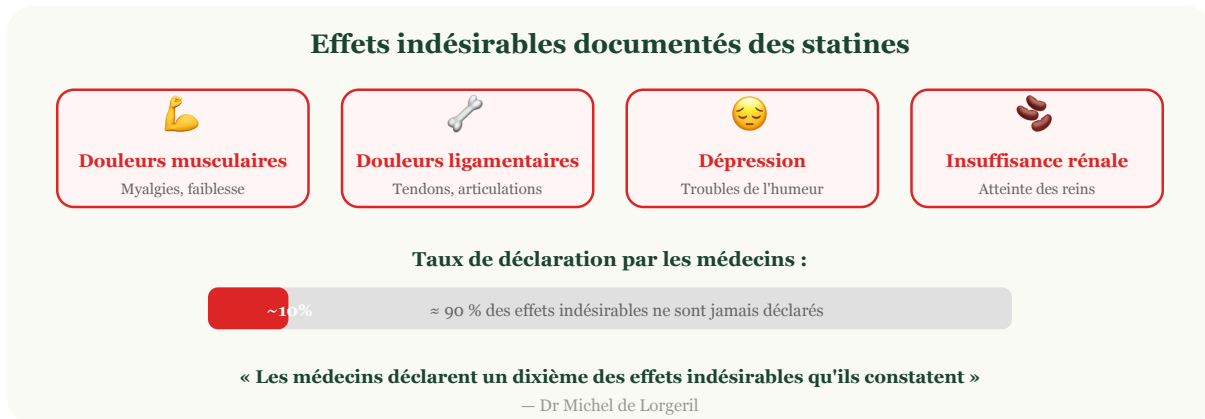 Effets indésirables documentés des statines
Douleurs musculaires
Myalgies, faiblesse
Douleurs ligamentaires
Tendons, articulations
Dépression
Troubles de l'humeur
Insuffisance rénale
Atteinte des reins
Taux de déclaration par les médecins :
~10%
≈ 90 % des effets indésirables ne sont jamais déclarés
« Les médecins déclarent un dixième des effets indésirables qu'ils constatent »
— Dr Michel de Lorgeril